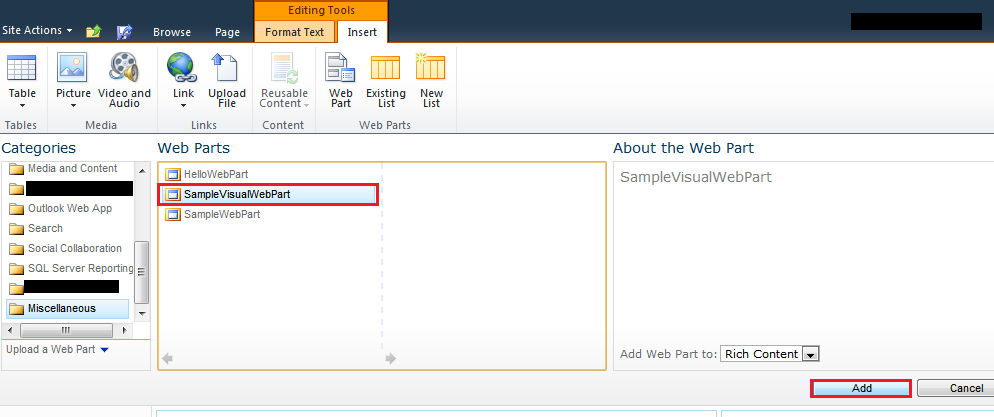 Editing Tools
Site Actions Browse Page Format Text Insert
Table Picture Video and Audio Link Upload File Reusable Content Web Part Existing List New List
Tables Media Links Content Web Parts
Categories
Media and Content
Outlook Web App
Search
Social Collaboration
SQL Server Reporting
Miscellaneous
Upload a Web Part
Web Parts
HelloWebPart
SampleVisualWebPart
SampleWebPart
About the Web Part
SampleVisualWebPart
Add Web Part to: Rich Content
Add Cancel